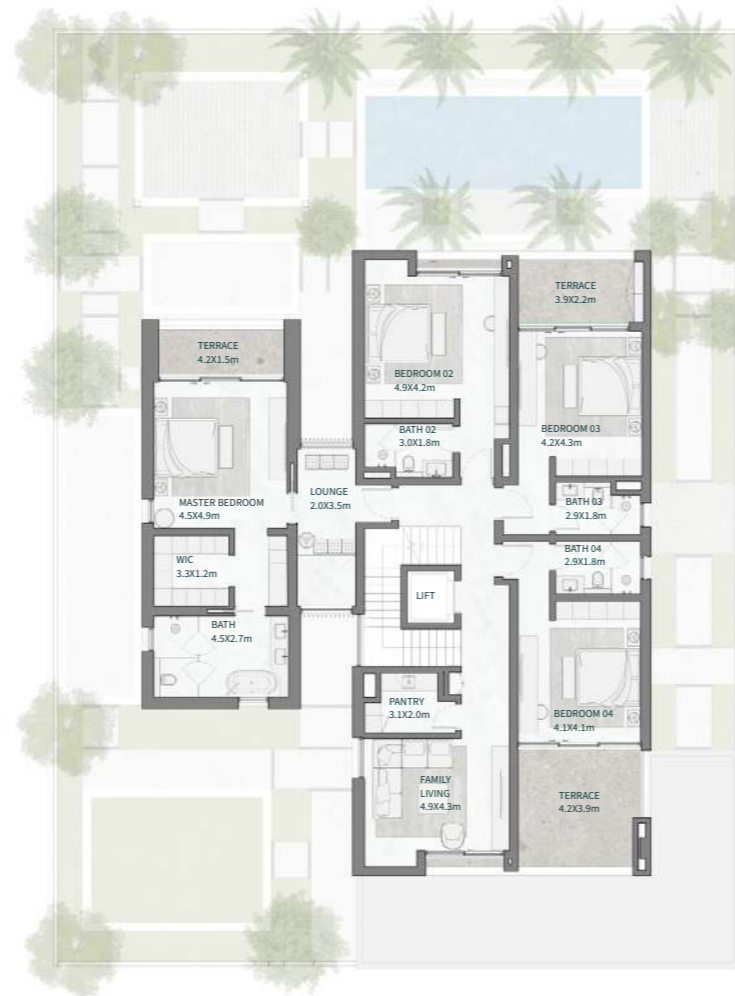 TERRACE
3.9X2.2m
TERRACE
4.2X1.5m
BEDROOM 02
4.9X4.2m
BATH 02
3.0X1.8m
BEDROOM 03
4.2X4.3m
MASTER BEDROOM
4.5X4.9m
LOUNGE
2.0X3.5m
BATH 03
2.9X1.8m
BATH 04
2.9X1.8m
WIC
3.3X1.2m
LIFT
BATH
4.5X2.7m
PANTRY
3.1X2.0m
BEDROOM 04
4.1X4.1m
FAMILY
LIVING
4.9X4.3m
TERRACE
4.2X3.9m